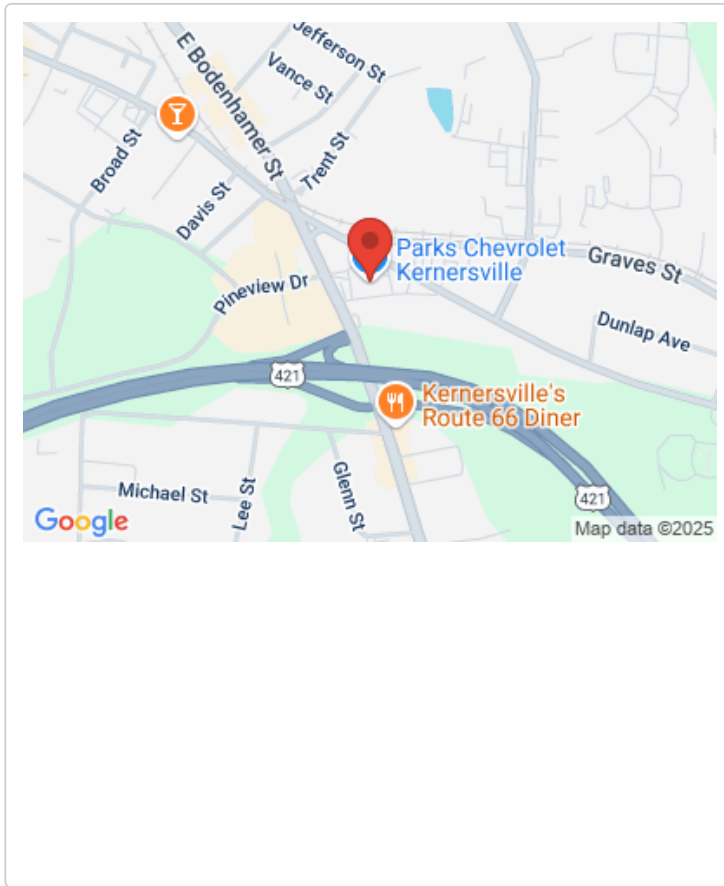 Jefferson St
E Bodenhamer St
Vance St
Broad St
Trent St
Davis St
Parks Chevrolet
Kernersville
Graves St
Pineview Dr
Dunlap Ave
421
Kernersville's
Route 66 Diner
Michael St
Lee St
Glenn St
421
Google
Map data ©2025